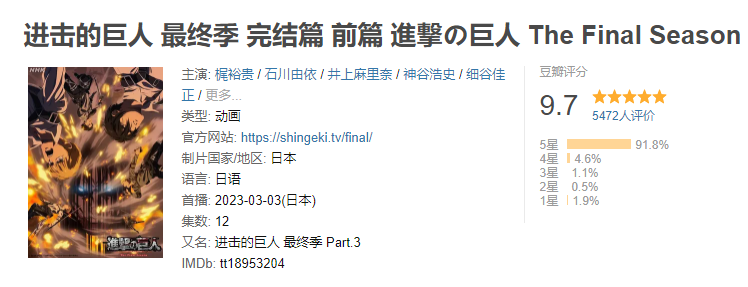 进击的巨人 最终季 完结篇 前篇 進撃の巨人 The Final Season
NHK
進撃の巨人
主演: 梶裕贵 / 石川由依 / 井上麻里奈 / 神谷浩史 / 细谷佳
正 / 更多...
类型: 动画
官方网站: https://shingeki.tv/final/
制片国家/地区: 日本
语言: 日语
首播: 2023-03-03(日本)
集数: 12
又名: 进击的巨人 最终季 Part.3
IMDb: tt18953204
豆瓣评分
9.7
5472人评价
5星 91.8%
4星 4.6%
3星 1.1%
2星 0.5%
1星 1.9%